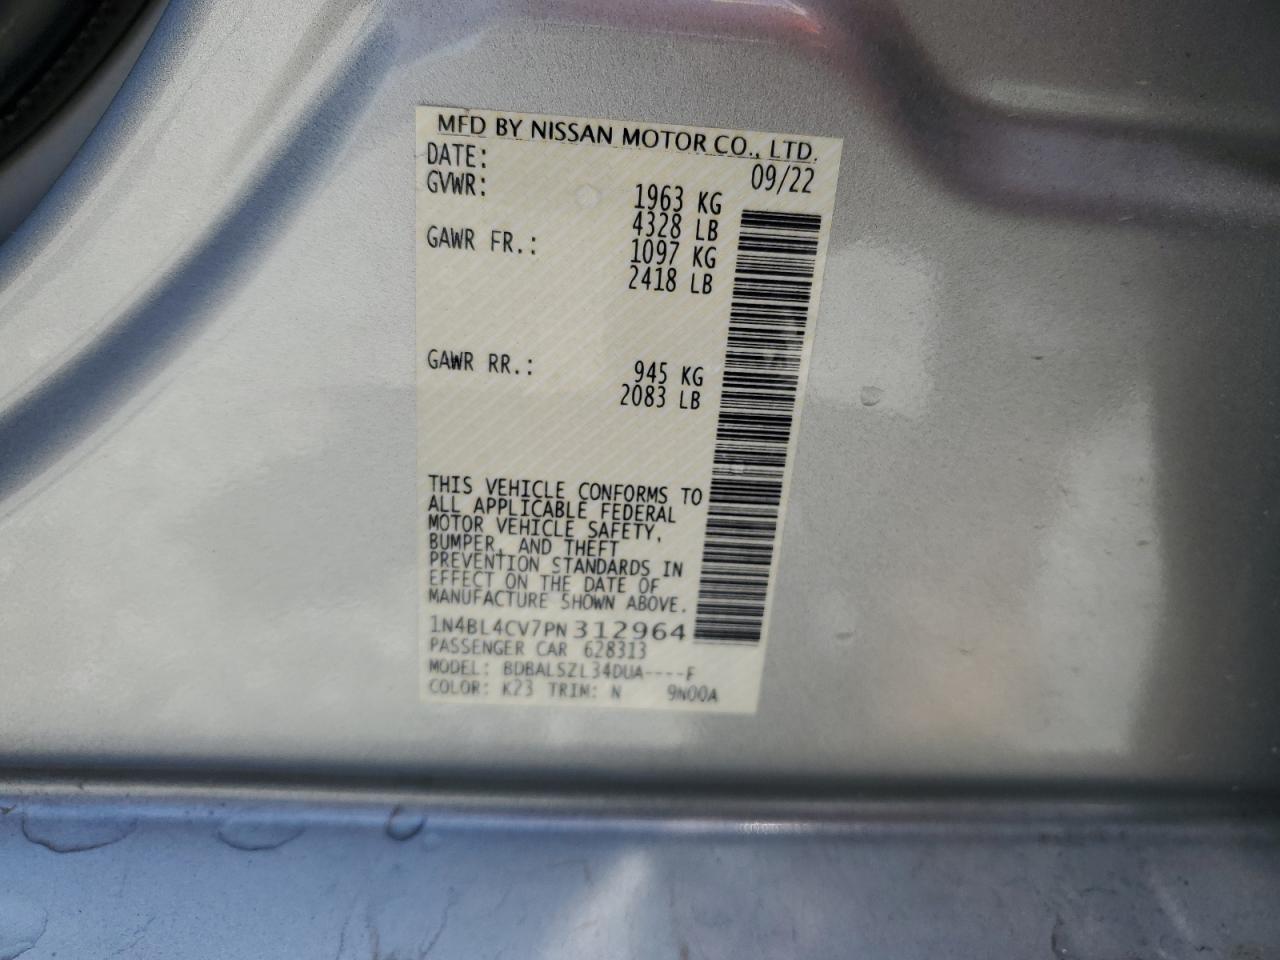 MFD BY NISSAN MOTOR CO., LTD.
DATE: 09/22
GVWR: 1963 KG
4328 LB
GAWR FR.: 1097 KG
2418 LB
GAWR RR.: 945 KG
2083 LB
THIS VEHICLE CONFORMS TO
ALL APPLICABLE FEDERAL
MOTOR VEHICLE SAFETY,
BUMPER, AND THEFT
PREVENTION STANDARDS IN
EFFECT ON THE DATE OF
MANUFACTURE SHOWN ABOVE.
1N4BL4CV7PN312964
PASSENGER CAR 628313
MODEL: BDBALSZL34DUA----F
COLOR: K23 TRIM: N 9N00A